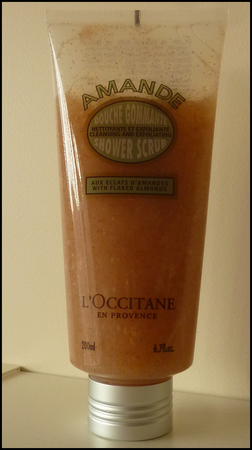 AMANDE
DOUCHE GOMMANTE
NETTOYANTE ET EXFOLIANTE
CLEANSING AND EXFOLIATING
SHOWER SCRUB
AUX ECLATS D'AMANDES
WITH FLAKED ALMONDS
L'OCCITANE
EN PROVENCE
200ml 6.7fl.oz.